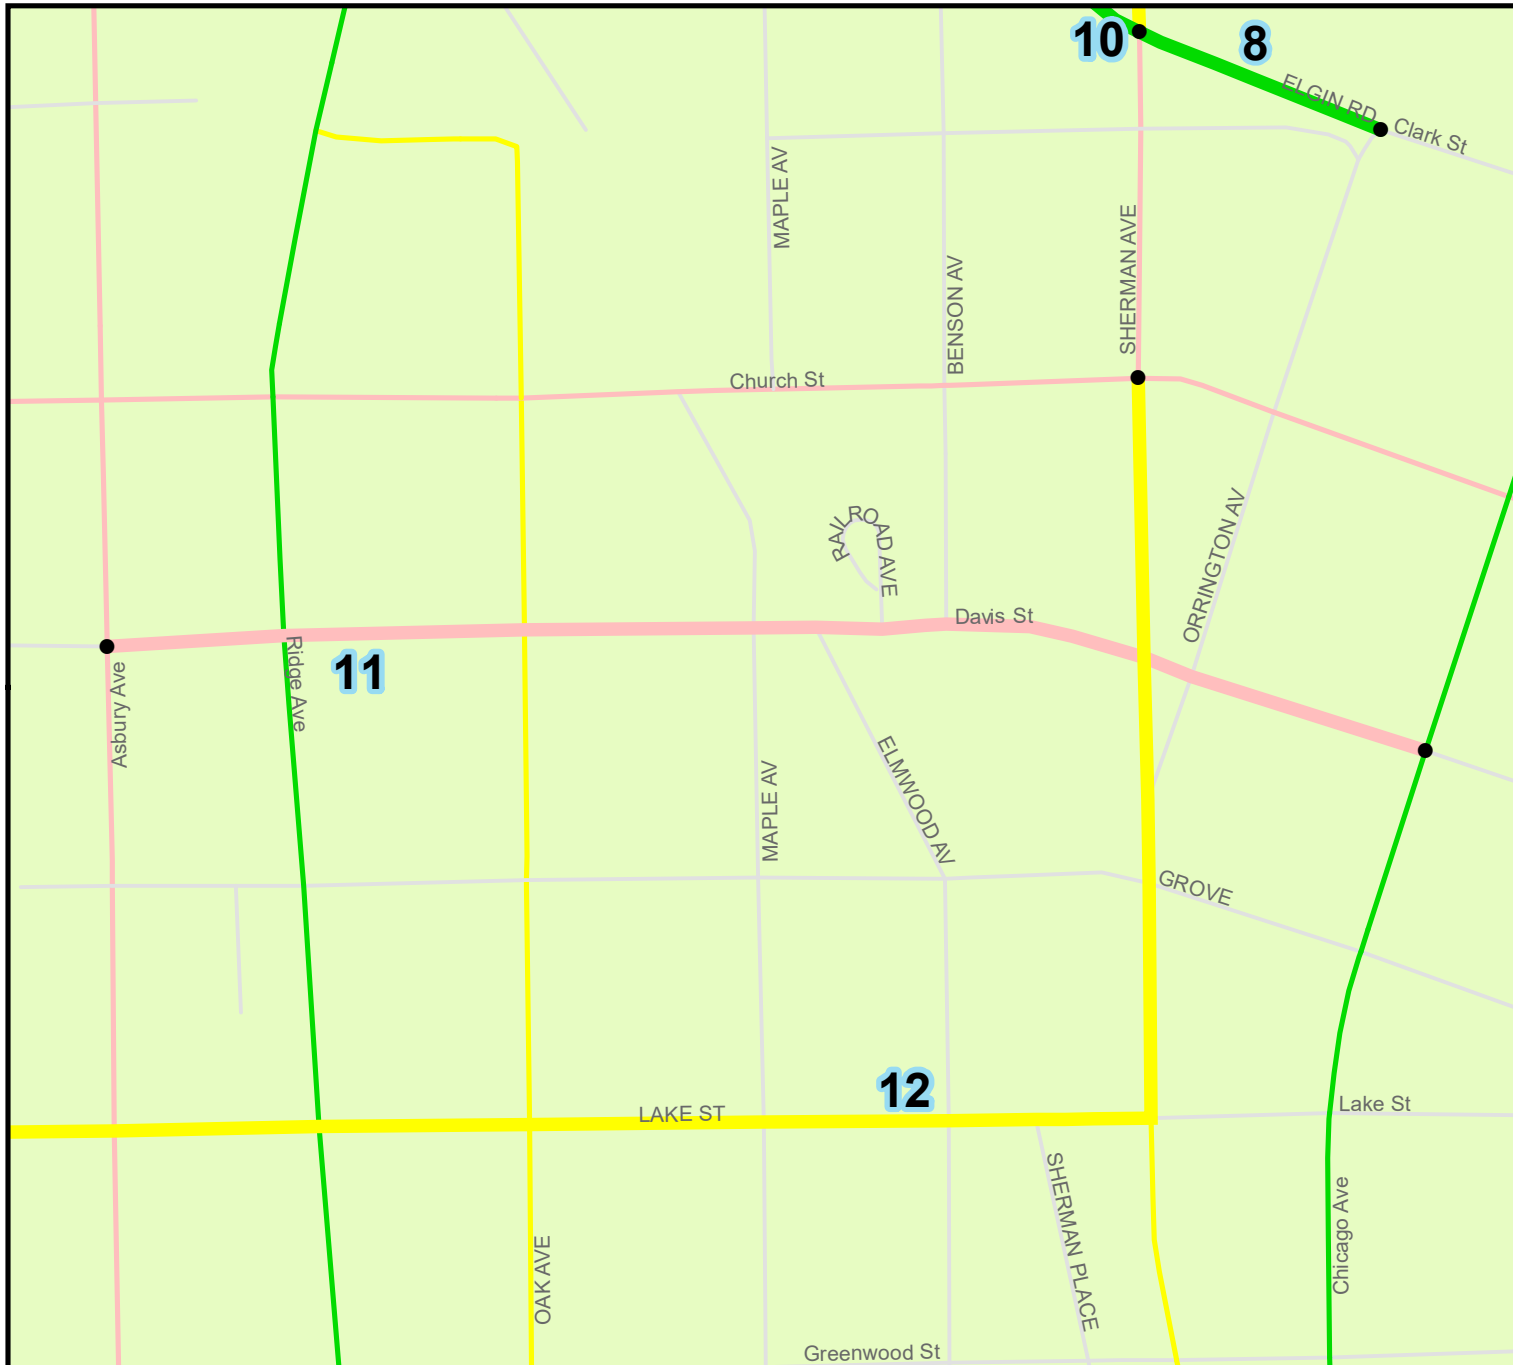 10
8
ELGIN RD
Clark St
MAPLE AV
SHERMAN AVE
BENSON AV
Church St
ORRINGTON AV
RAILROAD AVE
Davis St
Ridge Ave
11
Asbury Ave
ELMWOOD AV
MAPLE AV
GROVE
12
LAKE ST
Lake St
SHERMAN PLACE
Chicago Ave
OAK AVE
Greenwood St